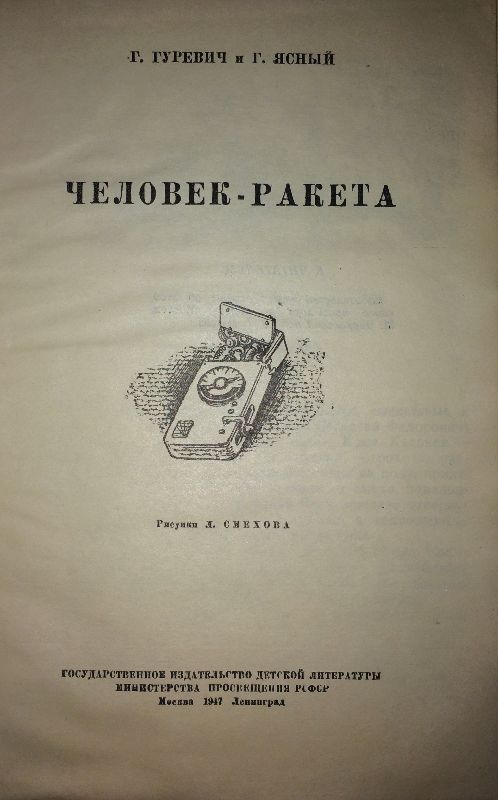 Г. ГУРЕВИЧ и Г. ЯСНЫЙ
ЧЕЛОВЕК-РАКЕТА
Рисунки Л. СМЕХОВА
ГОСУДАРСТВЕННОЕ ИЗДАТЕЛЬСТВО ДЕТСКОЙ ЛИТЕРАТУРЫ
МИНИСТЕРСТВА ПРОСВЕЩЕНИЯ РСФСР
Москва 1947 Ленинград